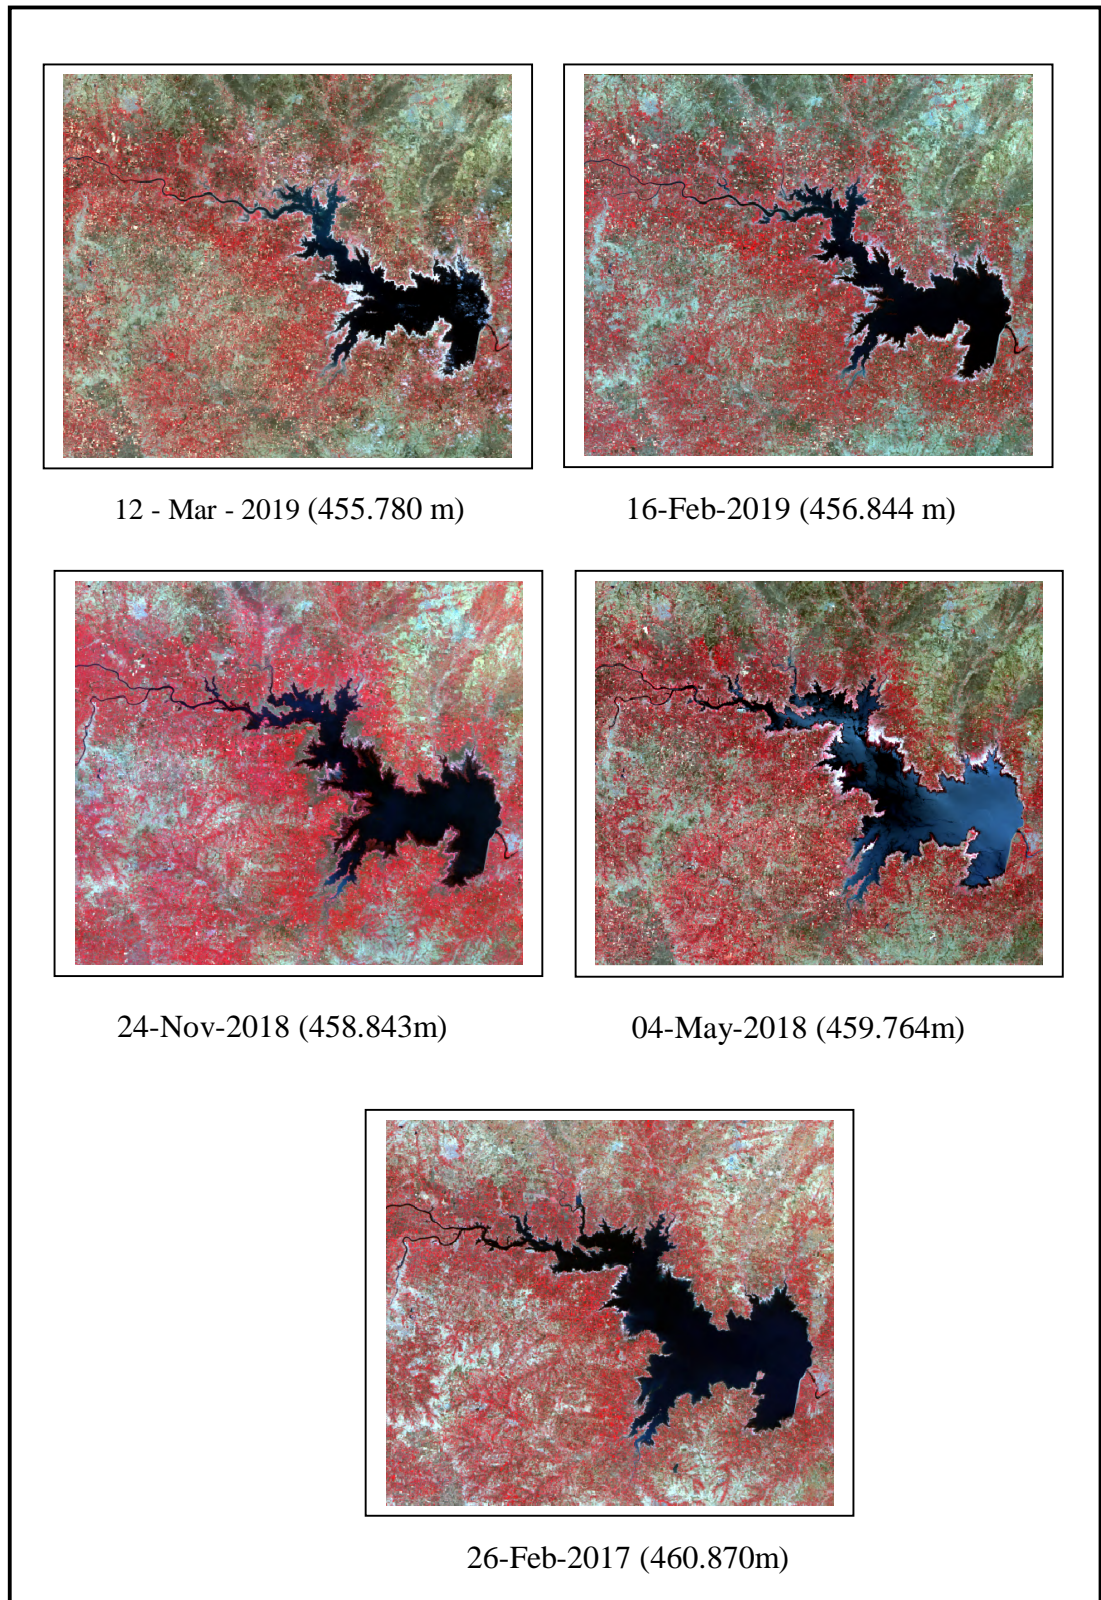 12 - Mar - 2019 (455.780 m)
16-Feb-2019 (456.844 m)
24-Nov-2018 (458.843m)
04-May-2018 (459.764m)
26-Feb-2017 (460.870m)